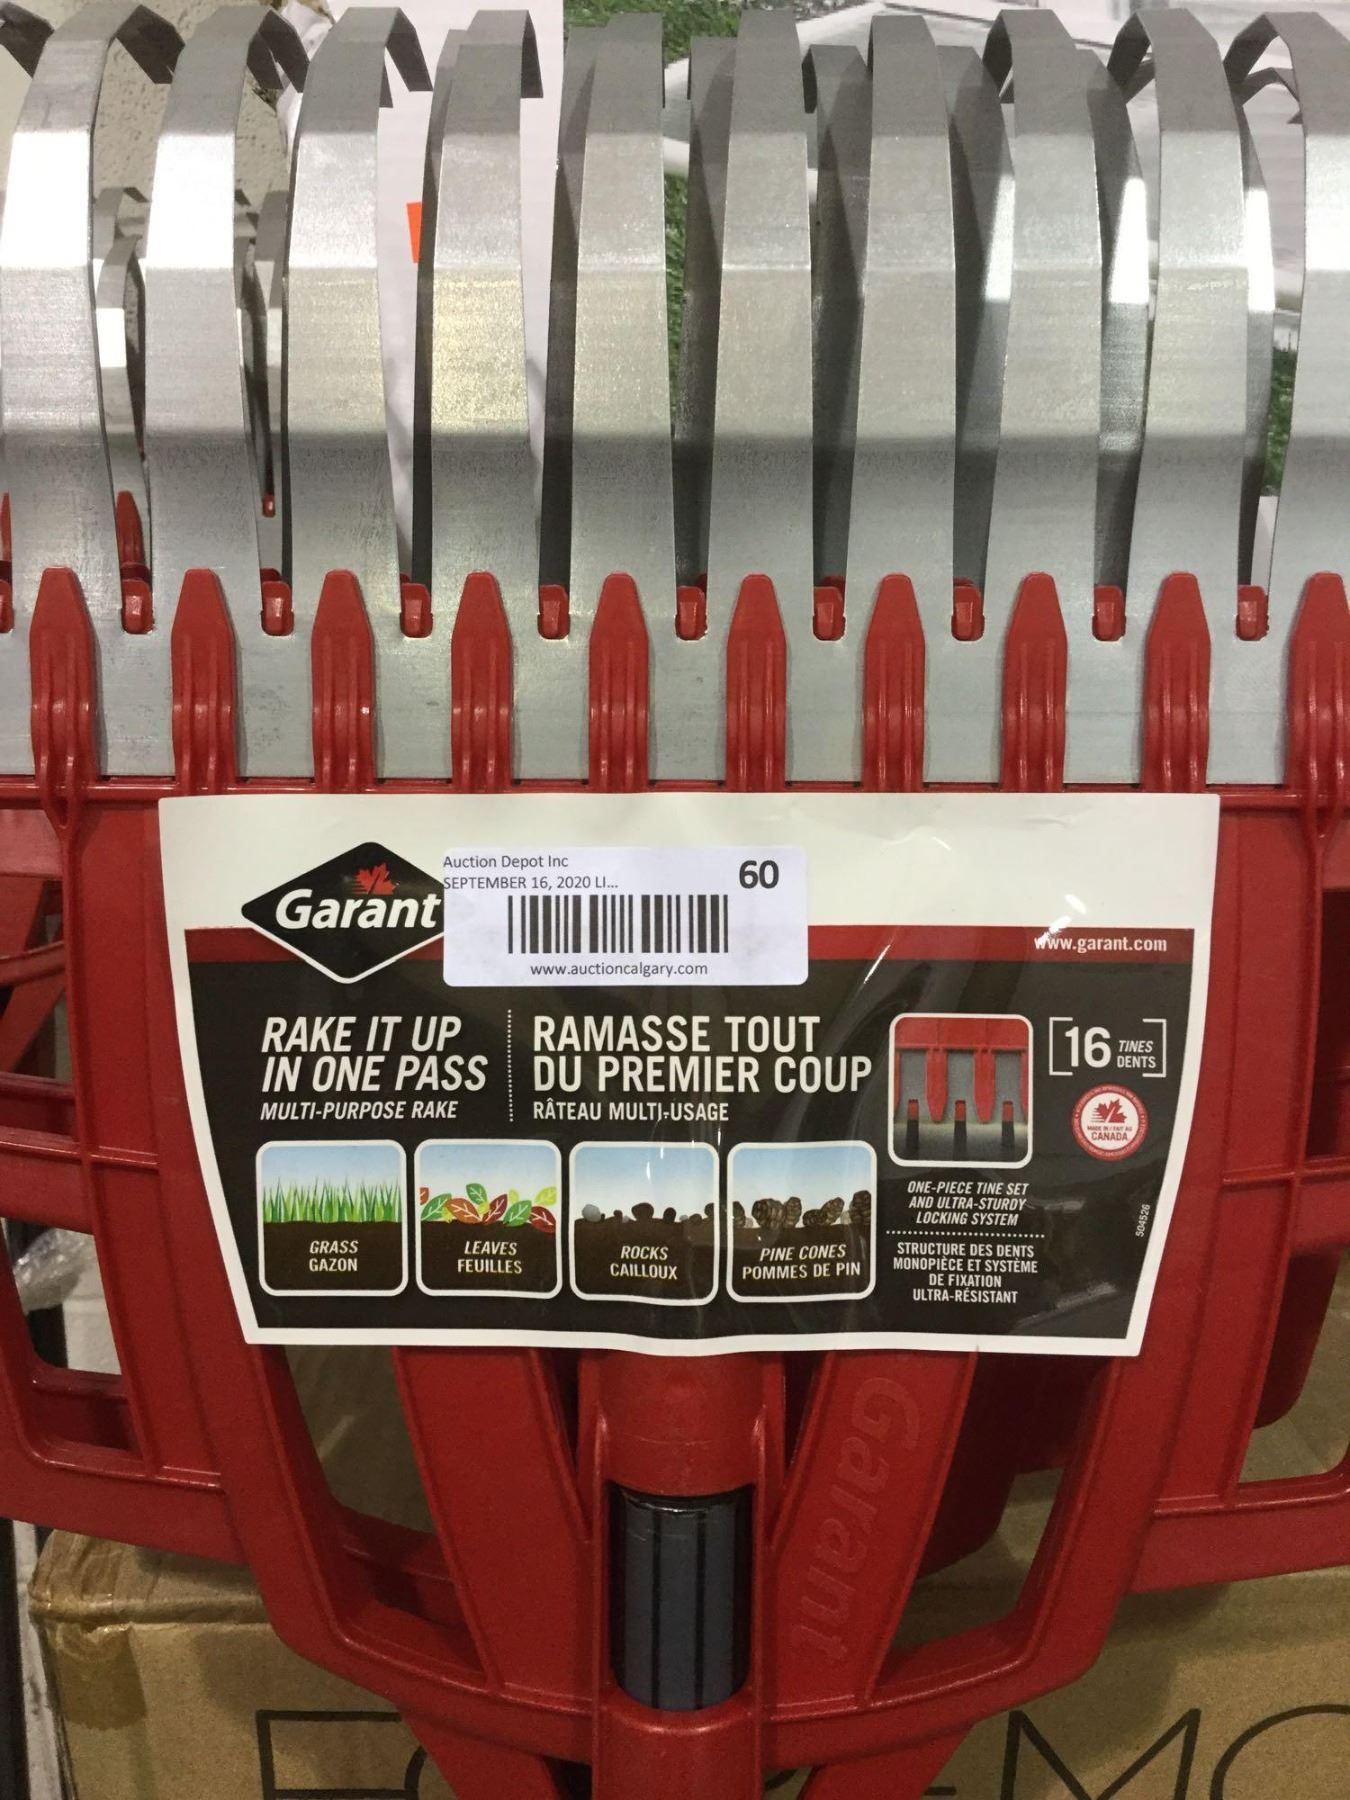 Garant
Auction Depot Inc
60
SEPTEMBER 16, 2020 LI...
www.auctioncalgary.com
www.garant.com
RAKE IT UP
IN ONE PASS
MULTI-PURPOSE RAKE
RAMASSE TOUT
DU PREMIER COUP
RÂTEAU MULTI-USAGE
16 TINES
DENTS
MADE IN / FAIT AU
CANADA
GRASS
GAZON
LEAVES
FEUILLES
ROCKS
CAILLOUX
PINE CONES
POMMES DE PIN
ONE-PIECE TINE SET
AND ULTRA-STURDY
LOCKING SYSTEM
STRUCTURE DES DENTS
MONOPIÈCE ET SYSTÈME
DE FIXATION
ULTRA-RÉSISTANT
504526
Garant